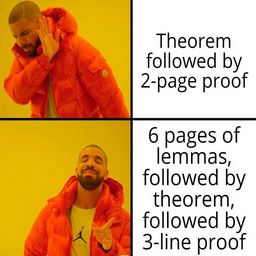 Theorem
followed by
2-page proof
6 pages of
lemmas,
followed by
theorem,
followed by
3-line proof